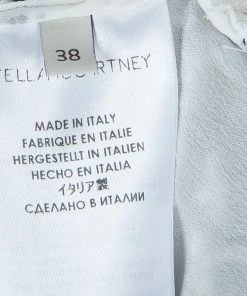 38
STELLA McCARTNEY
MADE IN ITALY
FABRIQUE EN ITALIE
HERGESTELLT IN ITALIEN
HECHO EN ITALIA
イタリア製
СДЕЛАНО В ИТАЛИИ